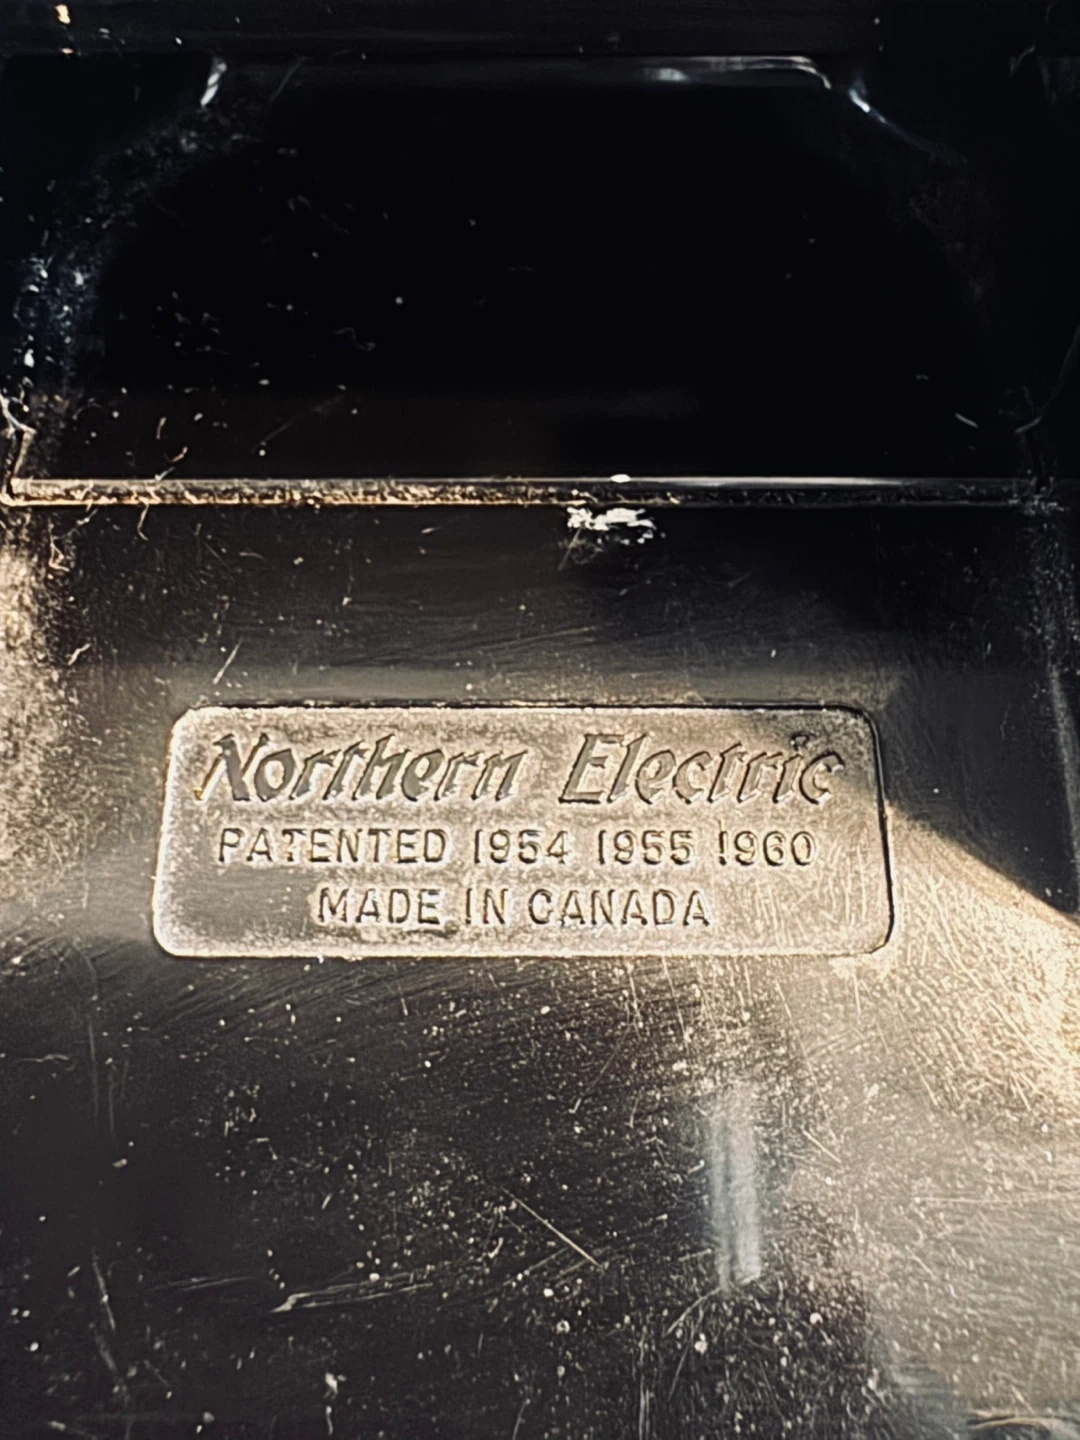 Northern Electric
PATENTED 1954 1955 1960
MADE IN CANADA